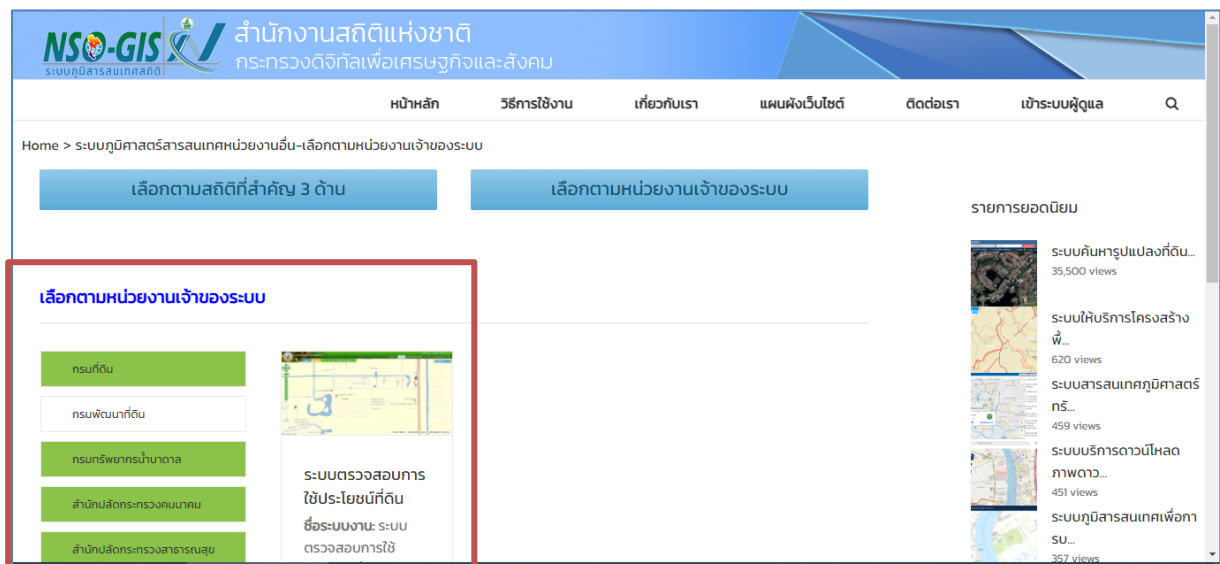 NSO-GIS
ระบบภูมิสารสนเทศสถิติ
สำนักงานสถิติแห่งชาติ
กระทรวงดิจิทัลเพื่อเศรษฐกิจและสังคม
หน้าหลัก วิธีการใช้งาน เกี่ยวกับเรา แผนผังเว็บไซต์ ติดต่อเรา เข้าระบบผู้ดูแล
Home > ระบบภูมิศาสตร์สารสนเทศหน่วยงานอื่น-เลือกตามหน่วยงานเจ้าของระบบ
เลือกตามสถิติที่สำคัญ 3 ด้าน
เลือกตามหน่วยงานเจ้าของระบบ
เลือกตามหน่วยงานเจ้าของระบบ
กรมที่ดิน
กรมพัฒนาที่ดิน
กรมทรัพยากรน้ำบาดาล
สำนักปลัดกระทรวงคมนาคม
สำนักปลัดกระทรวงสาธารณสุข
ระบบตรวจสอบการ
ใช้ประโยชน์ที่ดิน
ชื่อระบบงาน: ระบบ
ตรวจสอบการใช้
รายการยอดนิยม
ระบบค้นหารูปแปลงที่ดิน...
35,500 views
ระบบให้บริการโครงสร้าง
พื้...
620 views
ระบบสารสนเทศภูมิศาสตร์
ทรั...
459 views
ระบบบริการดาวน์โหลด
ภาพดาว...
451 views
ระบบภูมิสารสนเทศเพื่อกา
รบ...
357 views